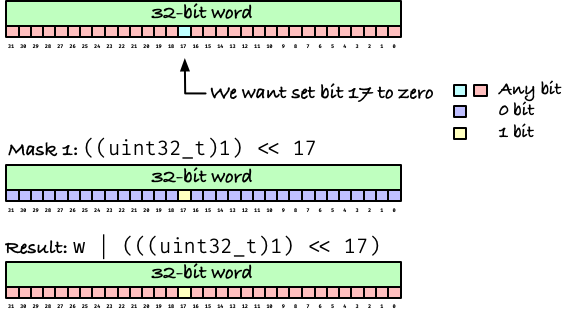 32-bit word
31 30 29 28 27 26 25 24 23 22 21 20 19 18 17 16 15 14 13 12 11 10 9 8 7 6 5 4 3 2 1 0
We want set bit 17 to zero
Any bit
0 bit
1 bit
Mask 1: ((uint32_t)1) << 17
32-bit word
31 30 29 28 27 26 25 24 23 22 21 20 19 18 17 16 15 14 13 12 11 10 9 8 7 6 5 4 3 2 1 0
Result: W | (((uint32_t)1) << 17)
32-bit word
31 30 29 28 27 26 25 24 23 22 21 20 19 18 17 16 15 14 13 12 11 10 9 8 7 6 5 4 3 2 1 0